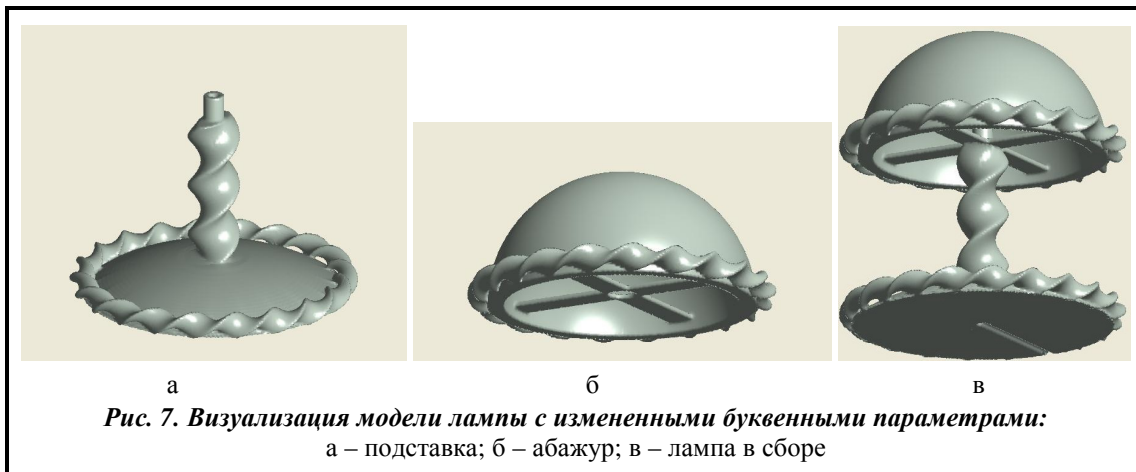 а б в
Рис. 7. Визуализация модели лампы с измененными буквенными параметрами:
а – подставка; б – абажур; в – лампа в сборе